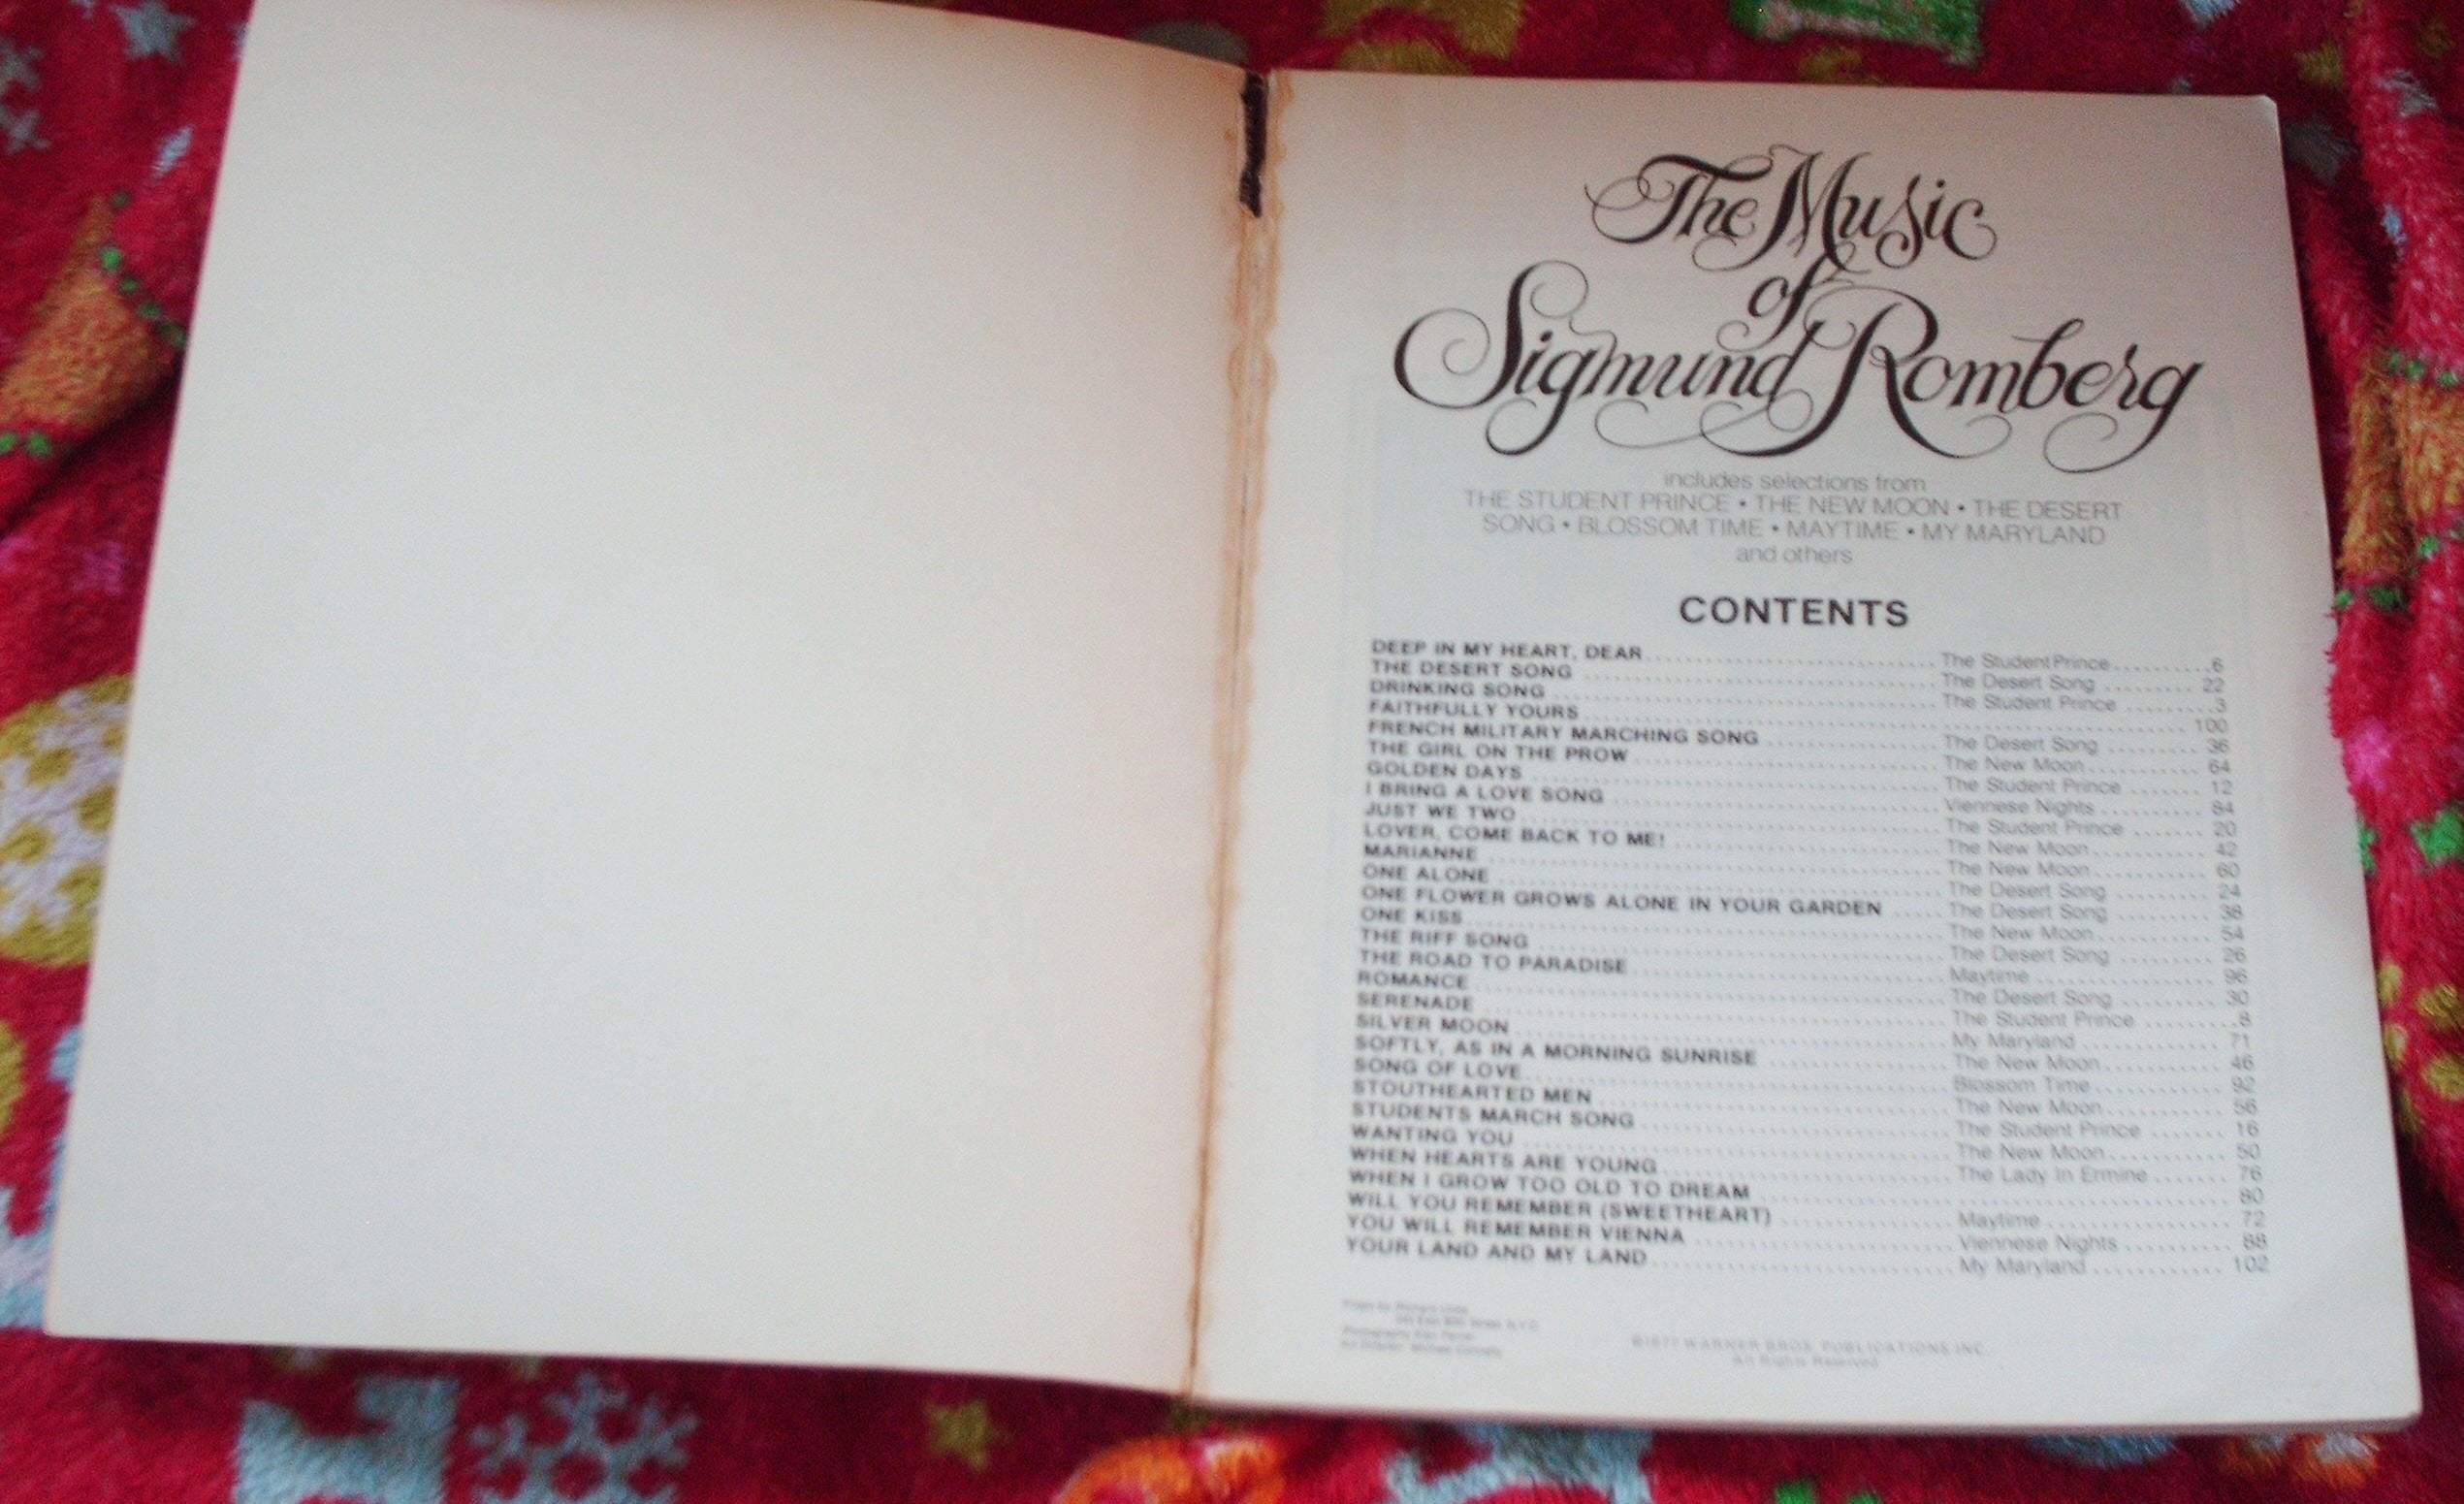 The Music
of
Sigmund Romberg
includes selections from
THE STUDENT PRINCE • THE NEW MOON • THE DESERT
SONG • BLOSSOM TIME • MAYTIME • MY MARYLAND
and others
CONTENTS
DEEP IN MY HEART, DEAR The Student Prince 6
THE DESERT SONG The Desert Song 22
DRINKING SONG The Student Prince 3
FAITHFULLY YOURS 100
FRENCH MILITARY MARCHING SONG The Desert Song 36
THE GIRL ON THE PROW The New Moon 64
GOLDEN DAYS The Student Prince 12
I BRING A LOVE SONG Viennese Nights 84
JUST WE TWO The Student Prince 20
LOVER, COME BACK TO ME! The New Moon 42
MARIANNE The New Moon 60
ONE ALONE The Desert Song 24
ONE FLOWER GROWS ALONE IN YOUR GARDEN The Desert Song 38
ONE KISS The New Moon 54
THE RIFF SONG The Desert Song 26
THE ROAD TO PARADISE Maytime 96
ROMANCE The Desert Song 30
SERENADE The Student Prince 8
SILVER MOON My Maryland 71
SOFTLY, AS IN A MORNING SUNRISE The New Moon 46
SONG OF LOVE Blossom Time 92
STOUTHEARTED MEN The New Moon 56
STUDENTS MARCH SONG The Student Prince 16
WANTING YOU The New Moon 50
WHEN HEARTS ARE YOUNG The Lady In Ermine 76
WHEN I GROW TOO OLD TO DREAM 80
WILL YOU REMEMBER (SWEETHEART) Maytime 72
YOU WILL REMEMBER VIENNA Viennese Nights 88
YOUR LAND AND MY LAND My Maryland 102
©1977 WARNER BROS. PUBLICATIONS INC.
All Rights Reserved